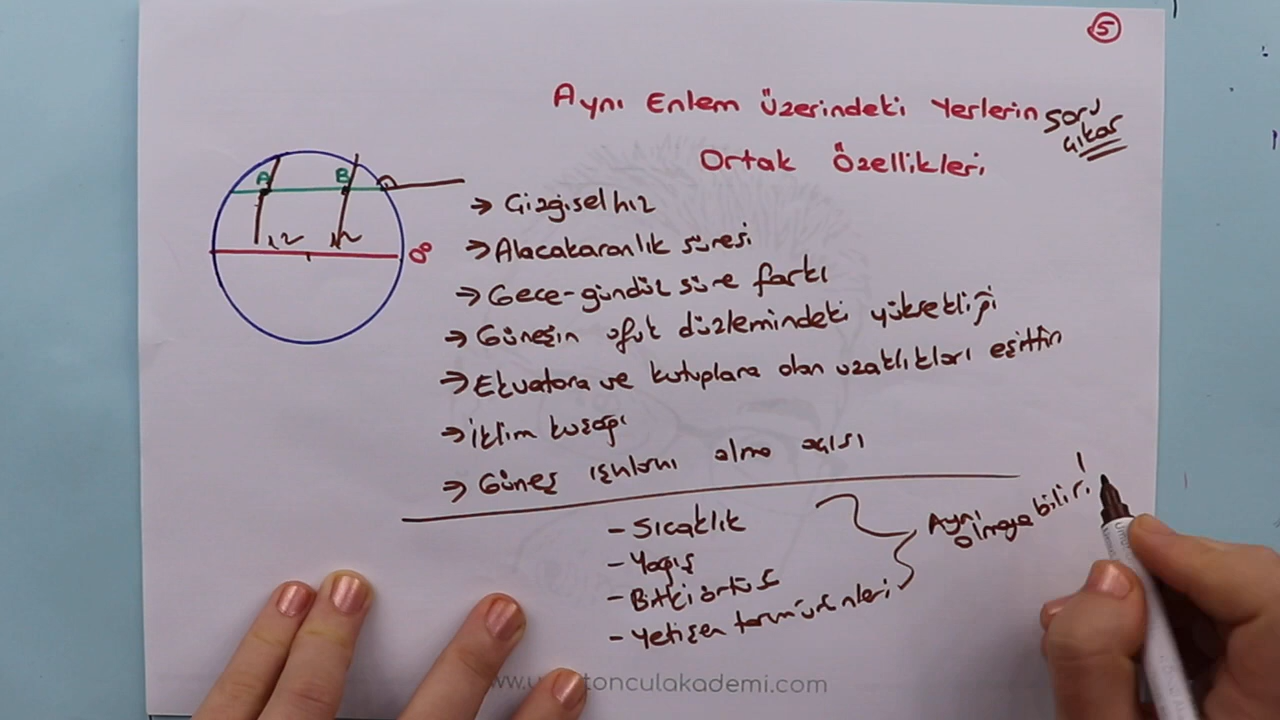 5
Aynı Enlem üzerindeki Yerlerin
soru
çıkar
Ortak Özellikleri
A
B
0°
→ Çizgisel hız
→ Alacakaranlık süresi
→ Gece-gündüz süre farkı
→ Güneşin ufuk düzlemindeki yüksekliği
→ Ekvatora ve kutuplara olan uzaklıkları eşittir
→ İklim kuşağı
→ Güneş ışınlarını alma açısı
- Sıcaklık
- Yağış
- Bitki örtüsü
- Yetişen tarım ürünleri
Aynı
olmayabilir!